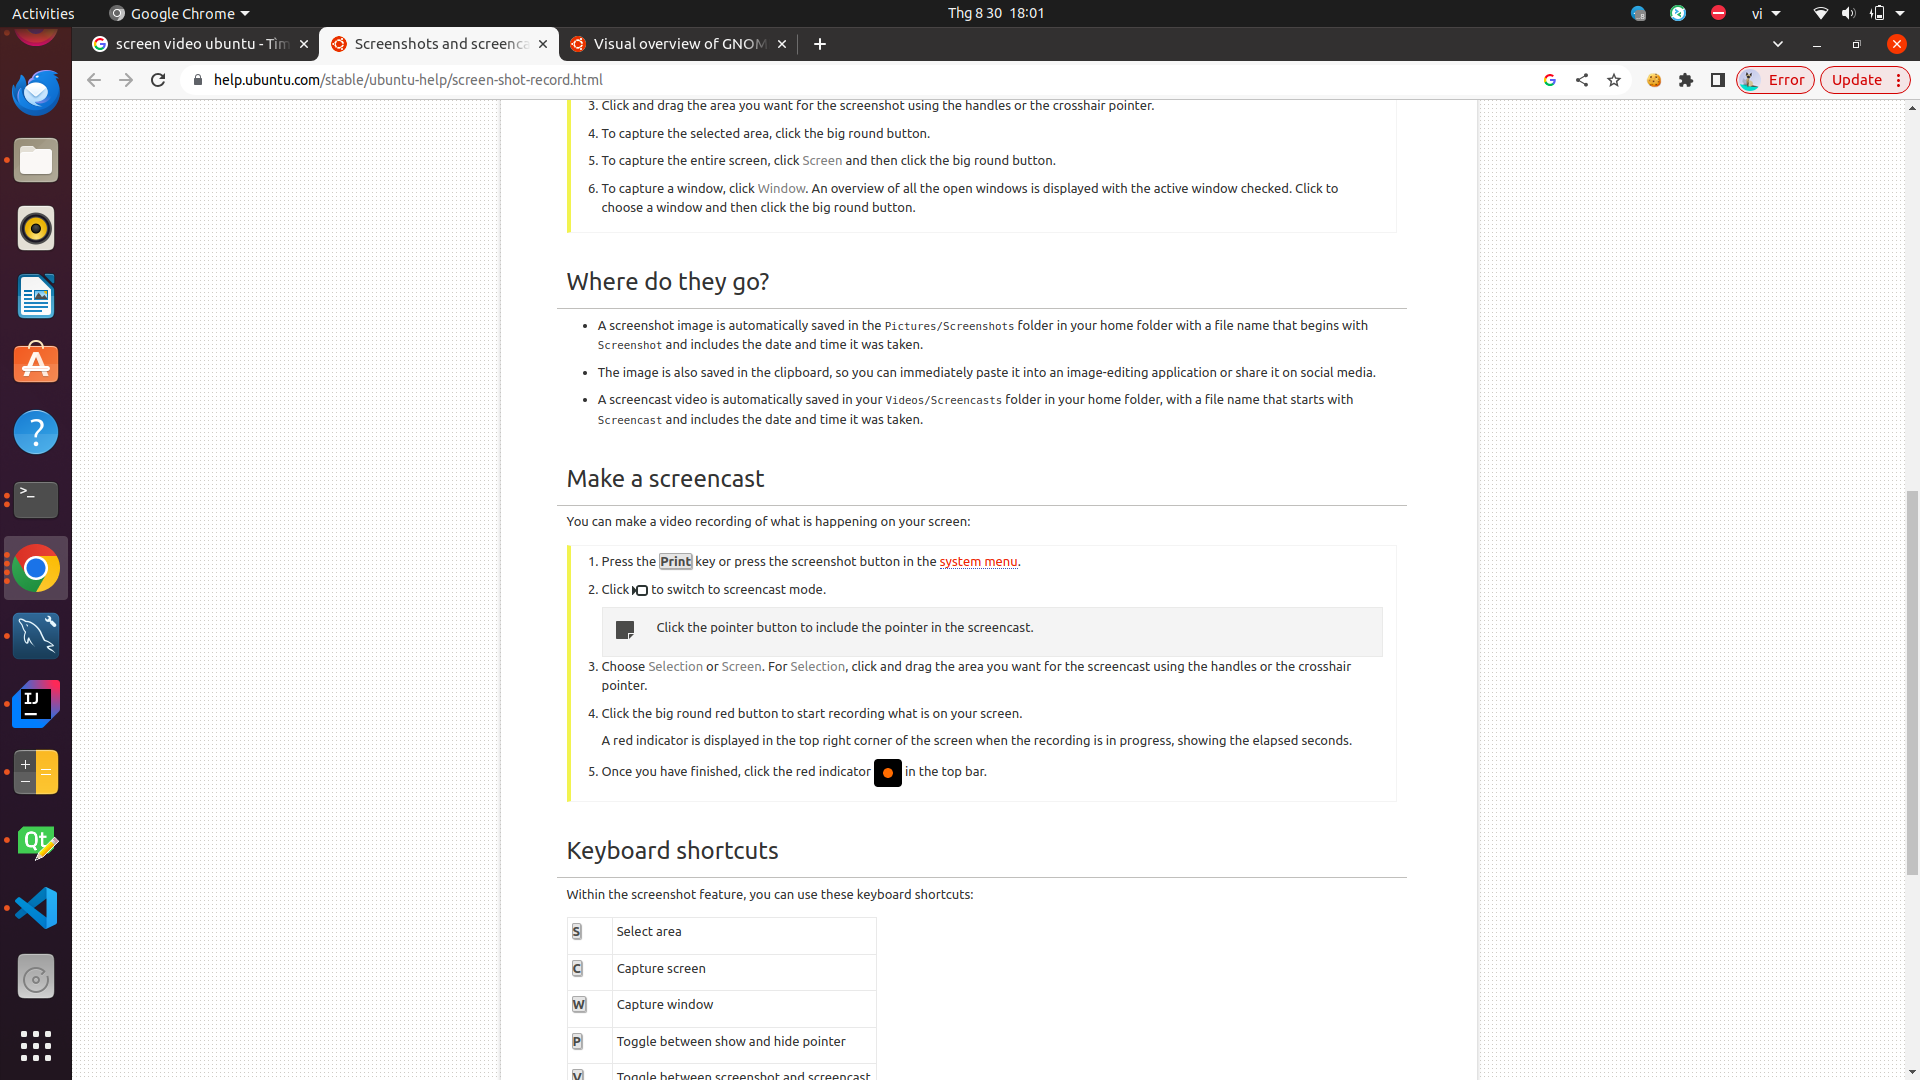 Activities
Google Chrome
Thg 8 30 18:01
vi
screen video ubuntu - Tìm
Screenshots and screenca
Visual overview of GNOM
help.ubuntu.com/stable/ubuntu-help/screen-shot-record.html
Error
Update
3. Click and drag the area you want for the screenshot using the handles or the crosshair pointer.
4. To capture the selected area, click the big round button.
5. To capture the entire screen, click Screen and then click the big round button.
6. To capture a window, click Window. An overview of all the open windows is displayed with the active window checked. Click to
choose a window and then click the big round button.
Where do they go?
• A screenshot image is automatically saved in the Pictures/Screenshots folder in your home folder with a file name that begins with
Screenshot and includes the date and time it was taken.
• The image is also saved in the clipboard, so you can immediately paste it into an image-editing application or share it on social media.
• A screencast video is automatically saved in your Videos/Screencasts folder in your home folder, with a file name that starts with
Screencast and includes the date and time it was taken.
Make a screencast
You can make a video recording of what is happening on your screen:
1. Press the Print key or press the screenshot button in the system menu.
2. Click to switch to screencast mode.
Click the pointer button to include the pointer in the screencast.
3. Choose Selection or Screen. For Selection, click and drag the area you want for the screencast using the handles or the crosshair
pointer.
4. Click the big round red button to start recording what is on your screen.
A red indicator is displayed in the top right corner of the screen when the recording is in progress, showing the elapsed seconds.
5. Once you have finished, click the red indicator in the top bar.
Keyboard shortcuts
Within the screenshot feature, you can use these keyboard shortcuts:
S Select area
C Capture screen
W Capture window
P Toggle between show and hide pointer
V Toggle between screenshot and screencast
IJ
Qt